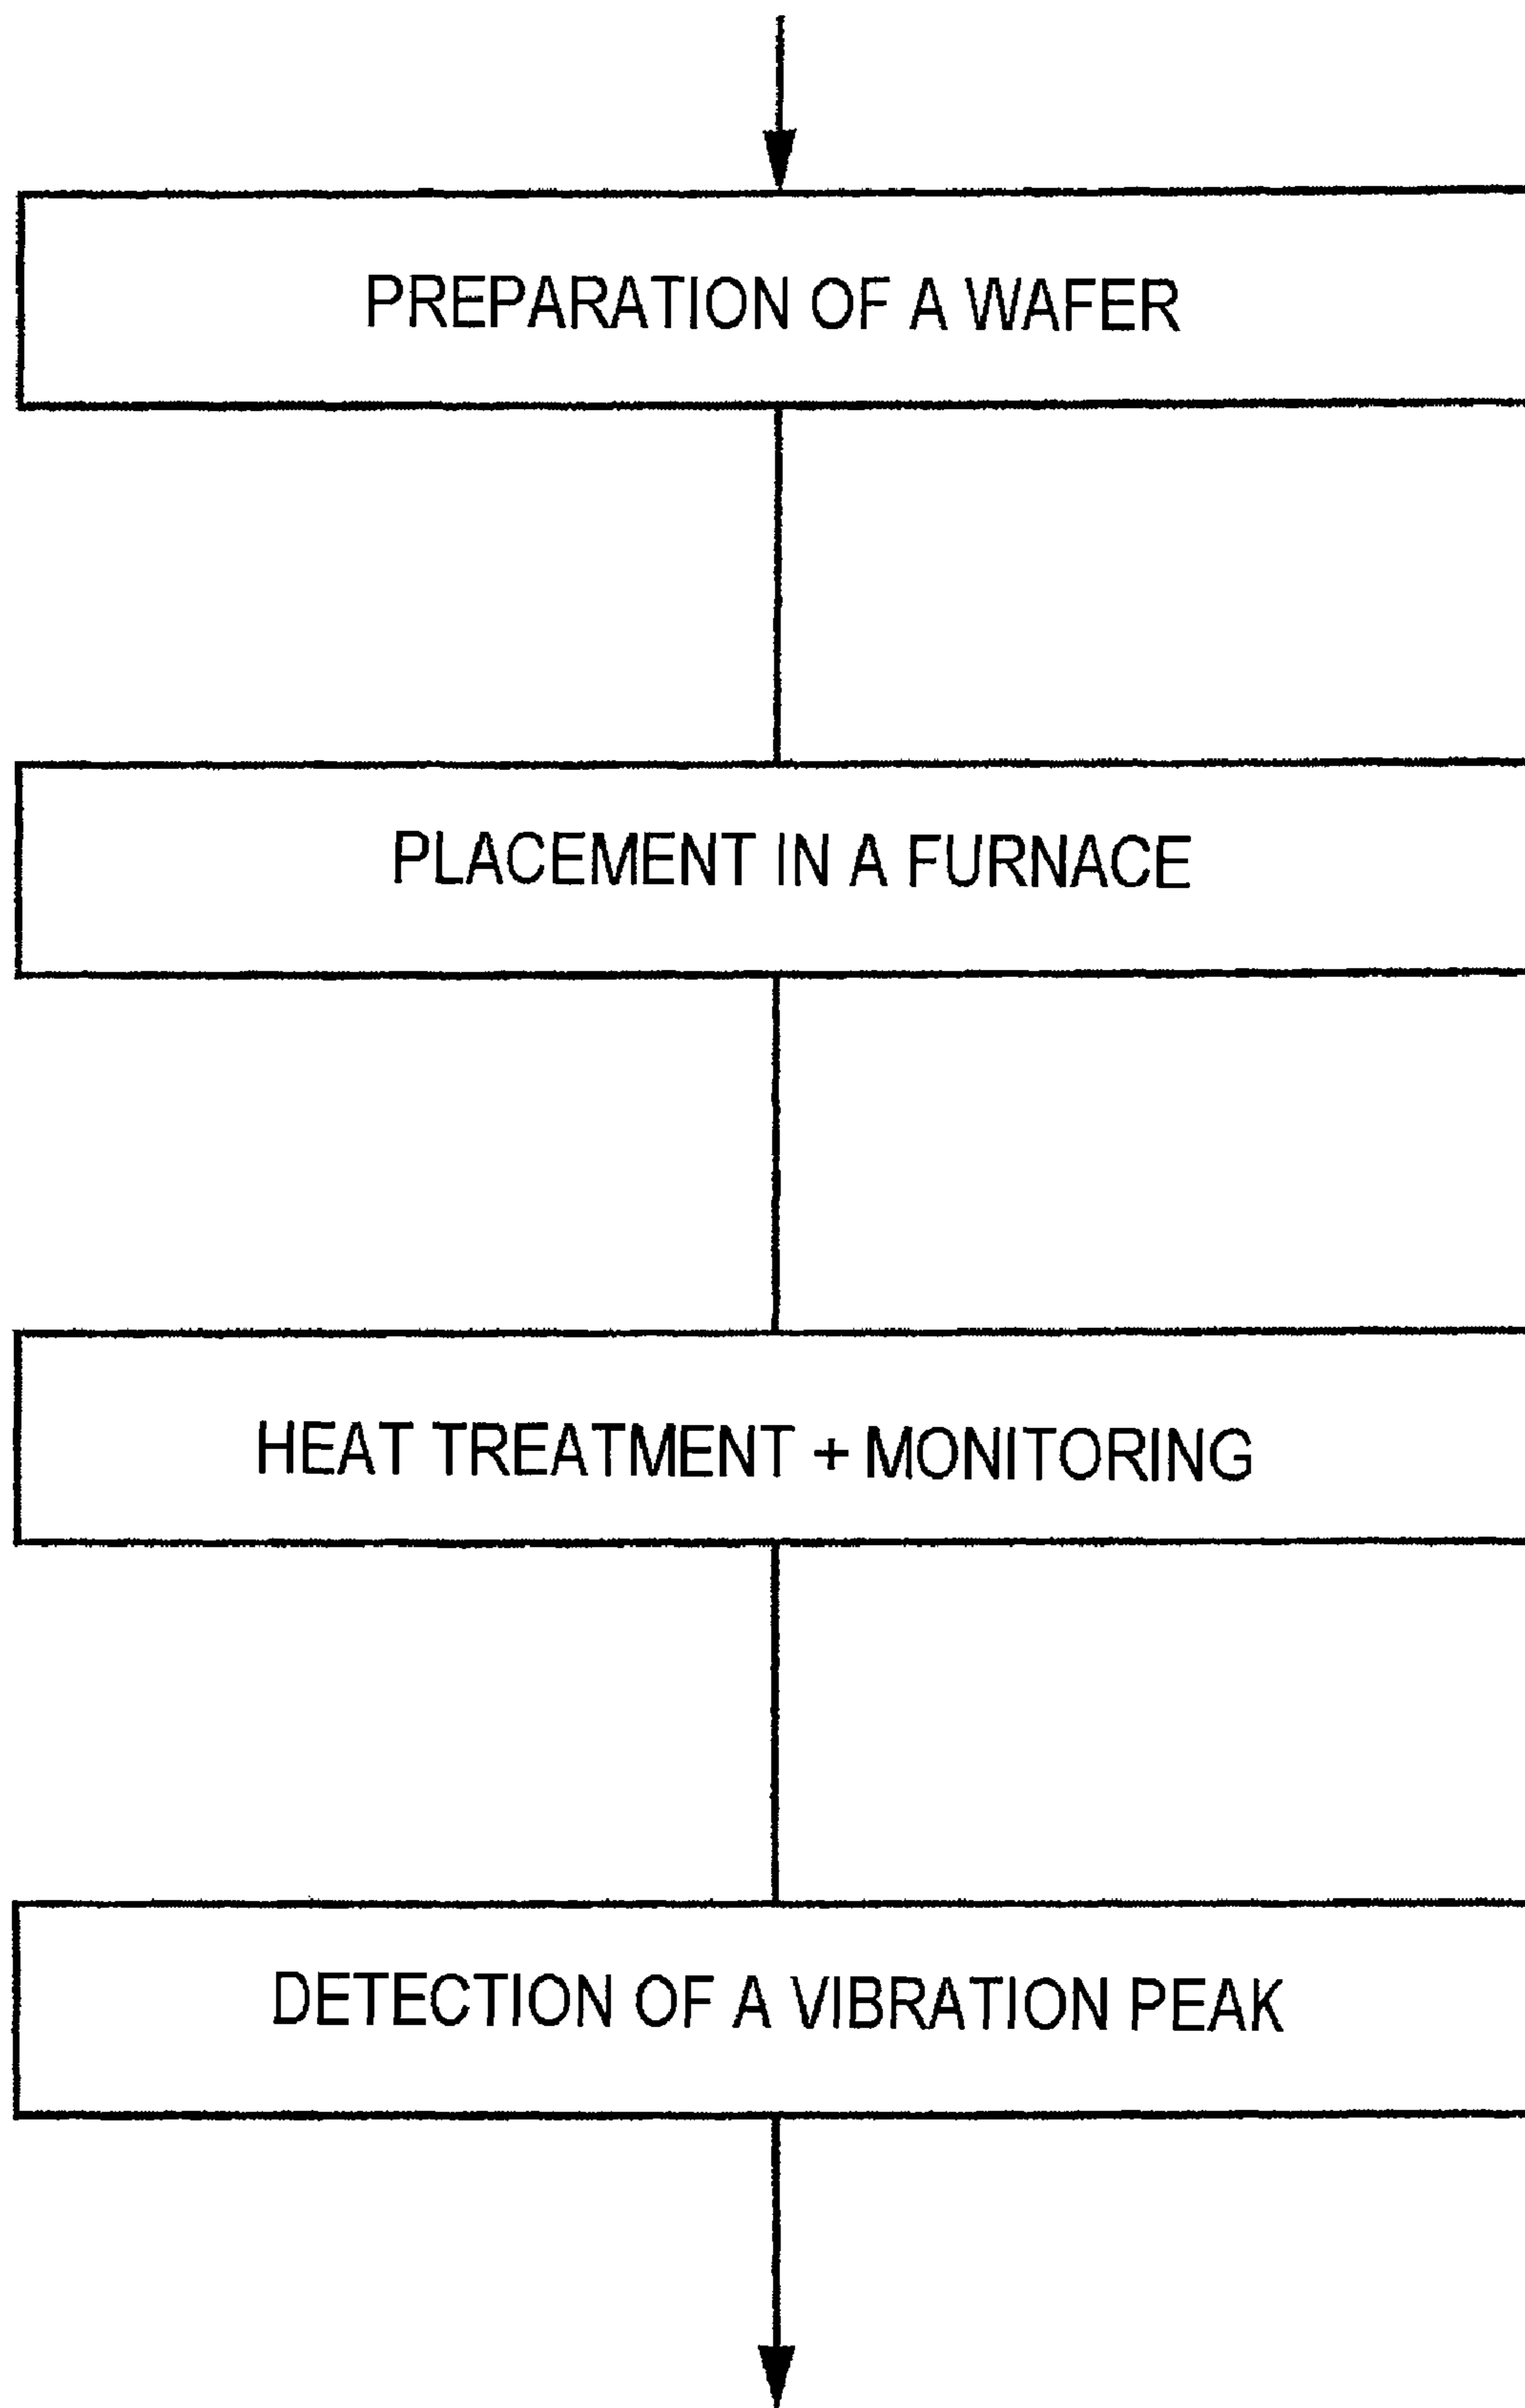 PREPARATION OF A WAFER
PLACEMENT IN A FURNACE
HEAT TREATMENT + MONITORING
DETECTION OF A VIBRATION PEAK